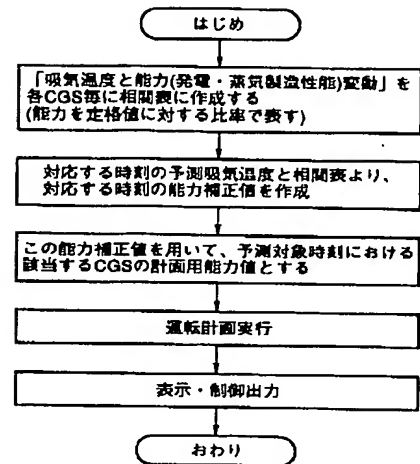 はじめ
「吸気温度と能力(発電・蒸気製造性能)変動」を
各CGS毎に相関表に作成する
(能力を定格値に対する比率で表す)
対応する時刻の予測吸気温度と相関表より、
対応する時刻の能力補正値を作成
この能力補正値を用いて、予測対象時刻における
該当するCGSの計画用能力値とする
運転計画実行
表示・制御出力
おわり